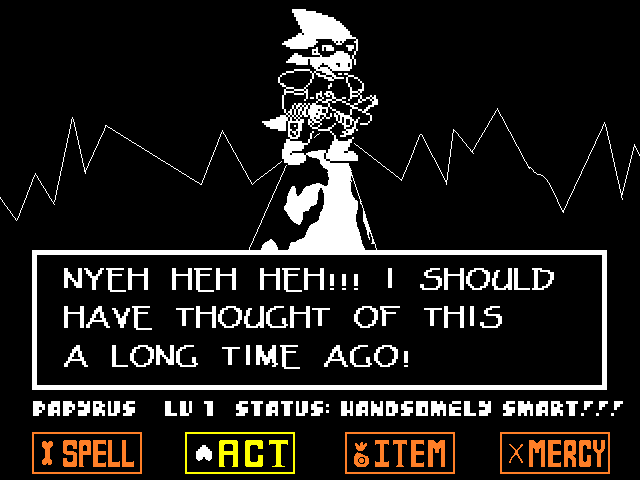 NYEH HEH HEH!!! I SHOULD
HAVE THOUGHT OF THIS
A LONG TIME AGO!
PAPYRUS LV 1 STATUS: HANDSOMELY SMART!!!
SPELL ACT ITEM MERCY